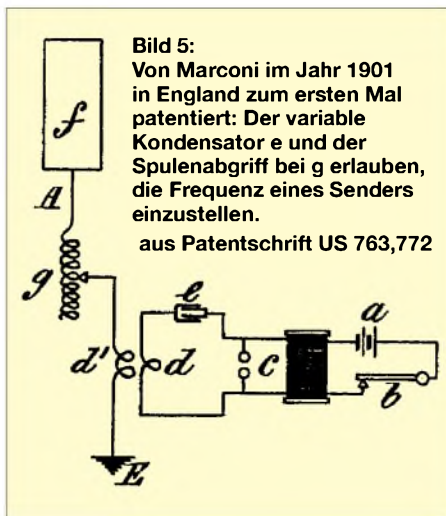 Bild 5:
Von Marconi im Jahr 1901
in England zum ersten Mal
patentiert: Der variable
Kondensator e und der
Spulenabgriff bei g erlauben,
die Frequenz eines Senders
einzustellen.
aus Patentschrift US 763,772
f
A
g
e
a
d'
d
c
b
E